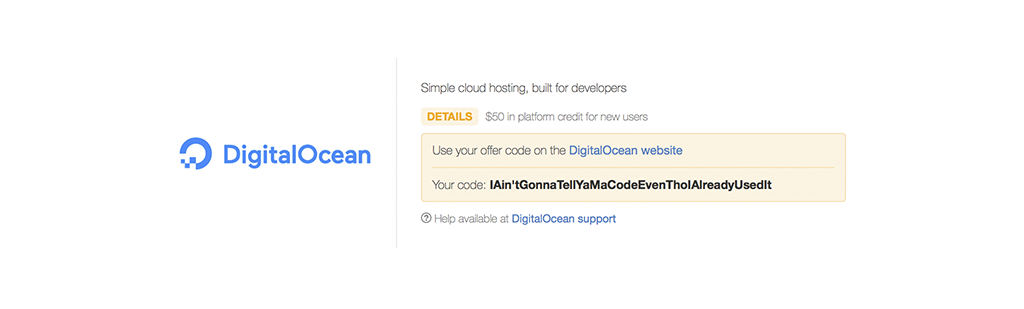 DigitalOcean
Simple cloud hosting, built for developers
DETAILS $50 in platform credit for new users
Use your offer code on the DigitalOcean website
Your code: IAin'tGonnaTellYaMaCodeEvenThoIAlreadyUsedIt
Help available at DigitalOcean support